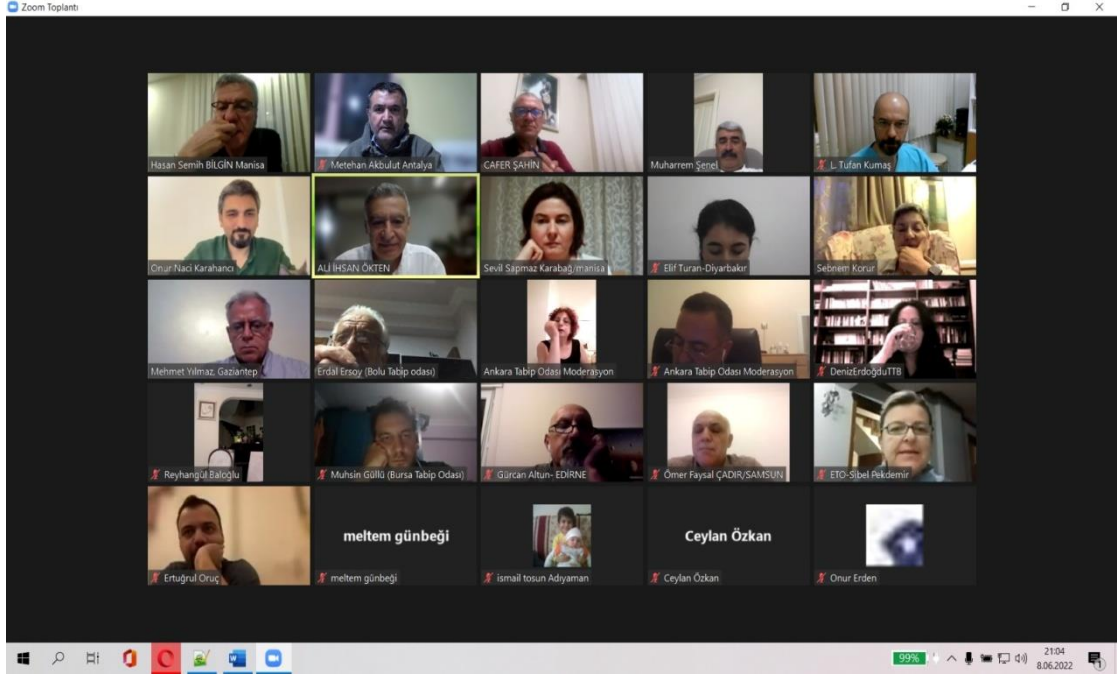 Zoom Toplantı
Hasan Semih BİLGİN Manisa
Metehan Akbulut Antalya
CAFER ŞAHİN
Muharrem Şenel
L. Tufan Kumaş
Onur Naci Karahancı
ALİ İHSAN ÖKTEN
Sevil Sapmaz Karabağ/manisa
Elif Turan-Diyarbakır
Sebnem Korur
Mehmet Yılmaz, Gaziantep
Erdal Ersoy (Bolu Tabip odası)
Ankara Tabip Odası Moderasyon
Ankara Tabip Odası Moderasyon
DenizErdoğduTTB
Reyhangül Baloğlu
Muhsin Güllü (Bursa Tabip Odası)
Gürcan Altun- EDİRNE
Ömer Faysal ÇADIR/SAMSUN
ETO-Sibel Pekdemir
Ertuğrul Oruç
meltem günbeği
meltem günbeği
ismail tosun Adıyaman
Ceylan Özkan
Ceylan Özkan
Onur Erden
99%
21:04
8.06.2022
1